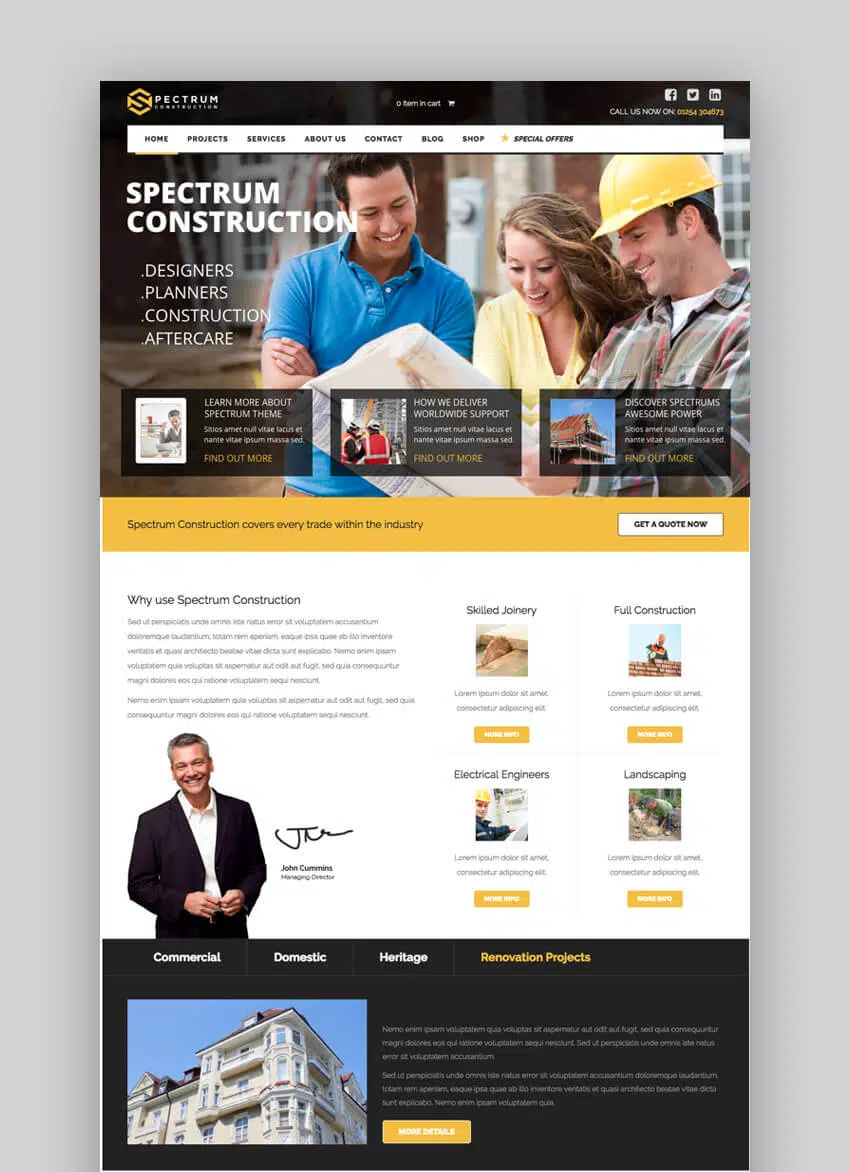 SPECTRUM
CONSTRUCTION
0 item in cart
CALL US NOW ON: 01254 304673
HOME PROJECTS SERVICES ABOUT US CONTACT BLOG SHOP SPECIAL OFFERS
SPECTRUM
CONSTRUCTION
.DESIGNERS
.PLANNERS
.CONSTRUCTION
.AFTERCARE
LEARN MORE ABOUT
SPECTRUM THEME
Sitios amet null vitae lacus et
nante vitae ipsum massa sed.
FIND OUT MORE
HOW WE DELIVER
WORLDWIDE SUPPORT
Sitios amet null vitae lacus et
nante vitae ipsum massa sed.
FIND OUT MORE
DISCOVER SPECTRUMS
AWESOME POWER
Sitios amet null vitae lacus et
nante vitae ipsum massa sed.
FIND OUT MORE
Spectrum Construction covers every trade within the industry
GET A QUOTE NOW
Why use Spectrum Construction
Sed ut perspiciatis unde omnis iste natus error sit voluptatem accusantium
doloremque laudantium, totam rem aperiam, eaque ipsa quae ab illo inventore
veritatis et quasi architecto beatae vitae dicta sunt explicabo. Nemo enim ipsam
voluptatem quia voluptas sit aspernatur aut odit aut fugit, sed quia consequuntur
magni dolores eos qui ratione voluptatem sequi nesciunt.
Nemo enim ipsam voluptatem quia voluptas sit aspernatur aut odit aut fugit, sed quia
consequuntur magni dolores eos qui ratione voluptatem sequi nesciunt.
John Cummins
Managing Director
Skilled Joinery
Lorem ipsum dolor sit amet,
consectetur adipiscing elit.
MORE INFO
Full Construction
Lorem ipsum dolor sit amet,
consectetur adipiscing elit.
MORE INFO
Electrical Engineers
Lorem ipsum dolor sit amet,
consectetur adipiscing elit.
MORE INFO
Landscaping
Lorem ipsum dolor sit amet,
consectetur adipiscing elit.
MORE INFO
Commercial Domestic Heritage Renovation Projects
Nemo enim ipsam voluptatem quia voluptas sit aspernatur aut odit aut fugit, sed quia consequuntur
magni dolores eos qui ratione voluptatem sequi nesciunt. Sed ut perspiciatis unde omnis iste natus
error sit voluptatem accusantium.
Sed ut perspiciatis unde omnis iste natus error sit voluptatem accusantium doloremque laudantium,
totam rem aperiam, eaque ipsa quae ab illo inventore veritatis et quasi architecto beatae vitae dicta
sunt explicabo. Nemo enim ipsam voluptatem quia.
MORE DETAILS